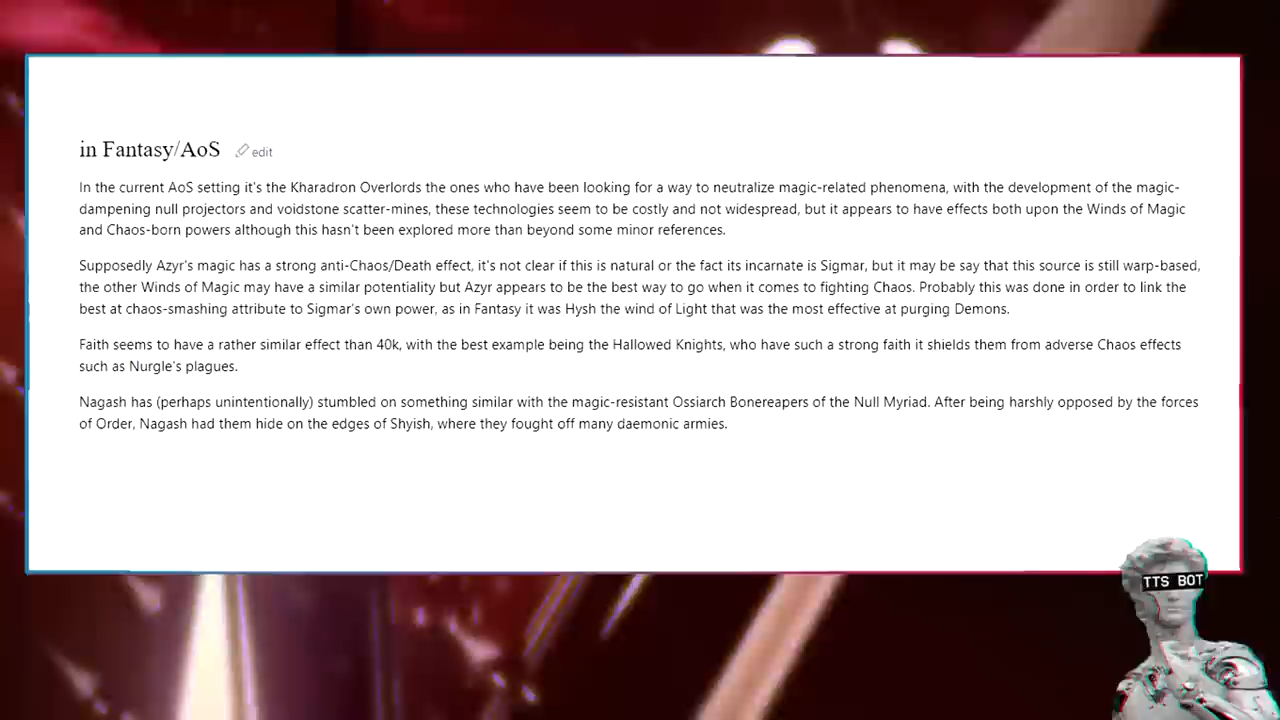 in Fantasy/AoS edit
In the current AoS setting it's the Kharadron Overlords the ones who have been looking for a way to neutralize magic-related phenomena, with the development of the magic-
dampening null projectors and voidstone scatter-mines, these technologies seem to be costly and not widespread, but it appears to have effects both upon the Winds of Magic
and Chaos-born powers although this hasn't been explored more than beyond some minor references.
Supposedly Azyr's magic has a strong anti-Chaos/Death effect, it's not clear if this is natural or the fact its incarnate is Sigmar, but it may be say that this source is still warp-based,
the other Winds of Magic may have a similar potentiality but Azyr appears to be the best way to go when it comes to fighting Chaos. Probably this was done in order to link the
best at chaos-smashing attribute to Sigmar's own power, as in Fantasy it was Hysh the wind of Light that was the most effective at purging Demons.
Faith seems to have a rather similar effect than 40k, with the best example being the Hallowed Knights, who have such a strong faith it shields them from adverse Chaos effects
such as Nurgle's plagues.
Nagash has (perhaps unintentionally) stumbled on something similar with the magic-resistant Ossiarch Bonereapers of the Null Myriad. After being harshly opposed by the forces
of Order, Nagash had them hide on the edges of Shyish, where they fought off many daemonic armies.
TTS BOT